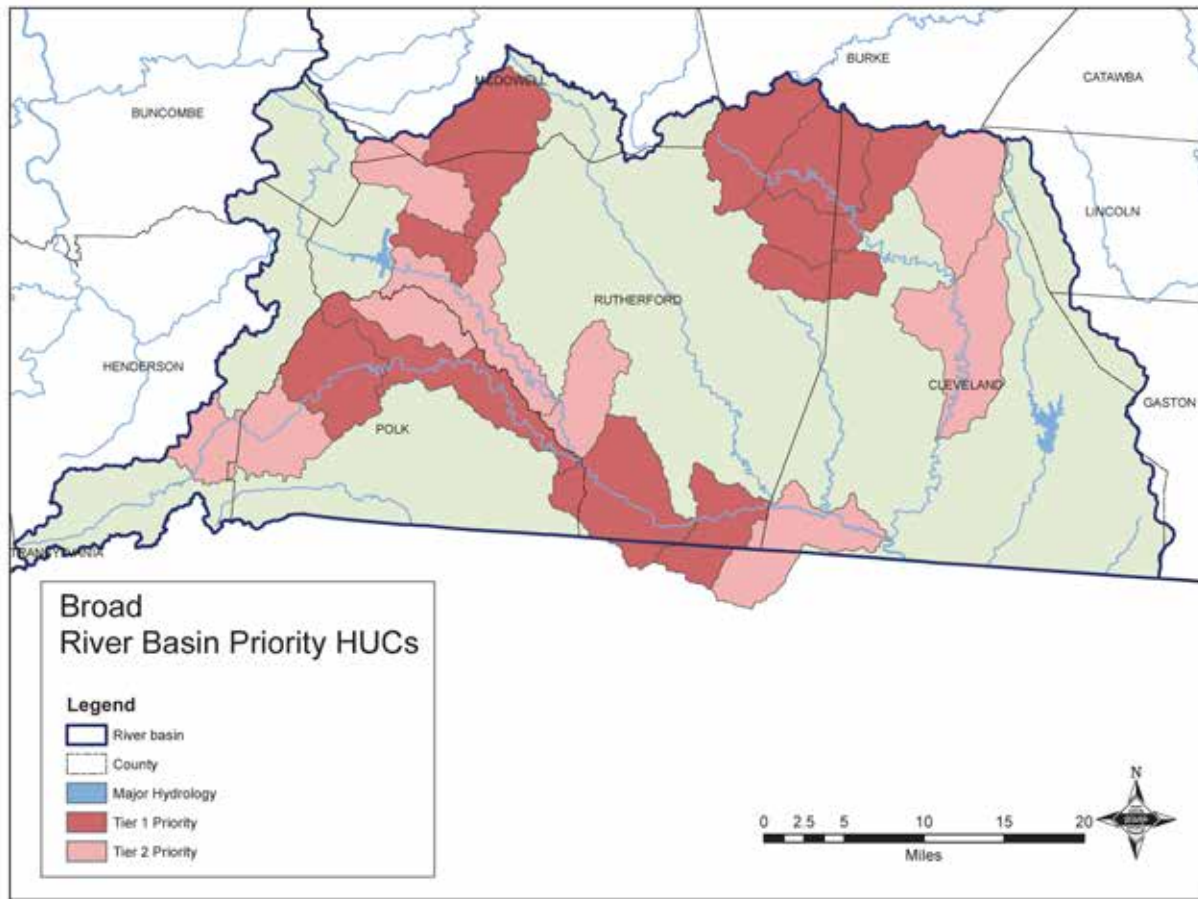 BURKE
MCDOWELL
CATAWBA
BUNCOMBE
LINCOLN
RUTHERFORD
HENDERSON
CLEVELAND
GASTON
POLK
TRANSYLVANIA
Broad
River Basin Priority HUCs
Legend
River basin
County
Major Hydrology
Tier 1 Priority
Tier 2 Priority
N
0 2.5 5 10 15 20
Miles